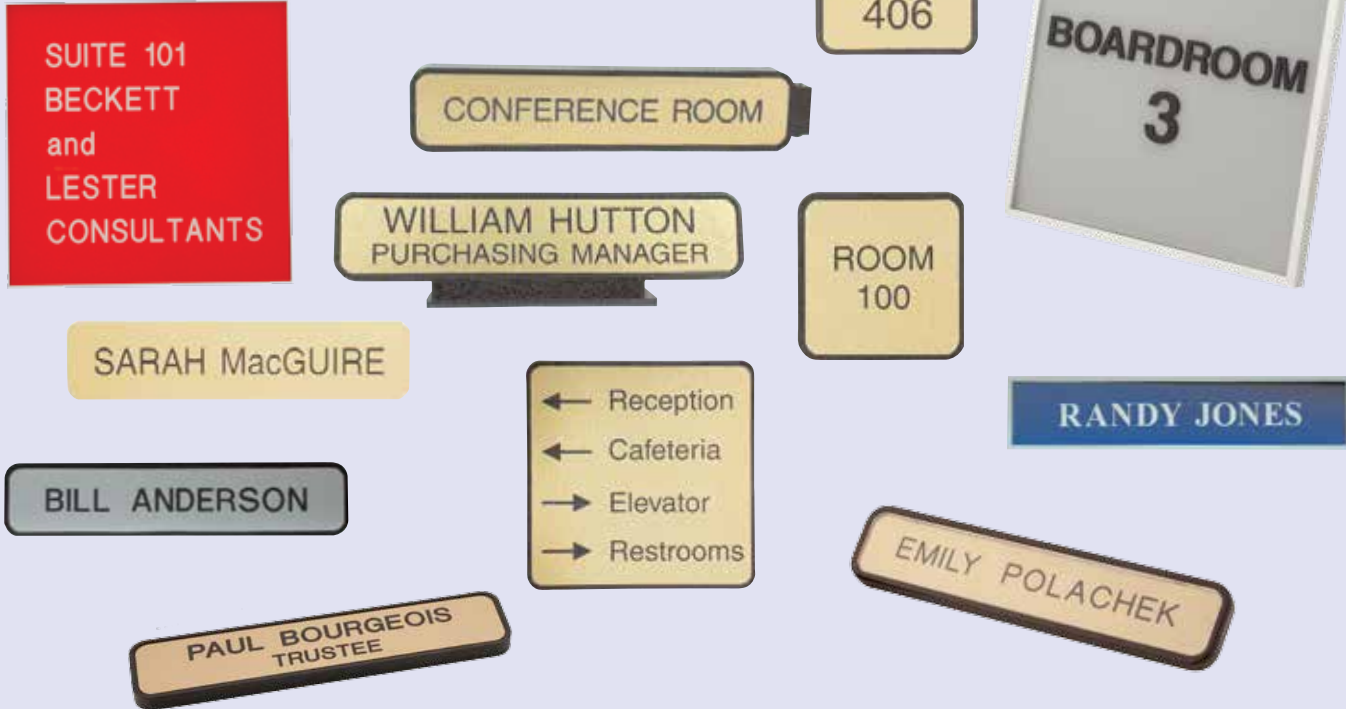 SUITE 101
BECKETT
and
LESTER
CONSULTANTS
406
CONFERENCE ROOM
BOARDROOM
3
WILLIAM HUTTON
PURCHASING MANAGER
ROOM
100
SARAH MacGUIRE
Reception
Cafeteria
Elevator
Restrooms
RANDY JONES
BILL ANDERSON
EMILY POLACHEK
PAUL BOURGEOIS
TRUSTEE